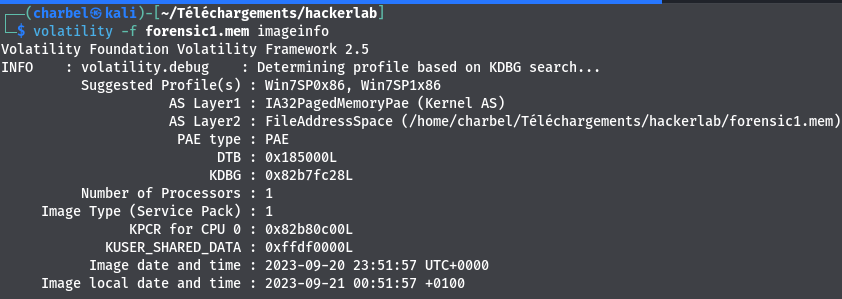 ┌──(charbel㉿kali)-[~/Téléchargements/hackerlab]
└─$ volatility -f forensic1.mem imageinfo
Volatility Foundation Volatility Framework 2.5
INFO    : volatility.debug    : Determining profile based on KDBG search...
Suggested Profile(s) : Win7SP0x86, Win7SP1x86
AS Layer1 : IA32PagedMemoryPae (Kernel AS)
AS Layer2 : FileAddressSpace (/home/charbel/Téléchargements/hackerlab/forensic1.mem)
PAE type : PAE
DTB : 0x185000L
KDBG : 0x82b7fc28L
Number of Processors : 1
Image Type (Service Pack) : 1
KPCR for CPU 0 : 0x82b80c00L
KUSER_SHARED_DATA : 0xffdf0000L
Image date and time : 2023-09-20 23:51:57 UTC+0000
Image local date and time : 2023-09-21 00:51:57 +0100